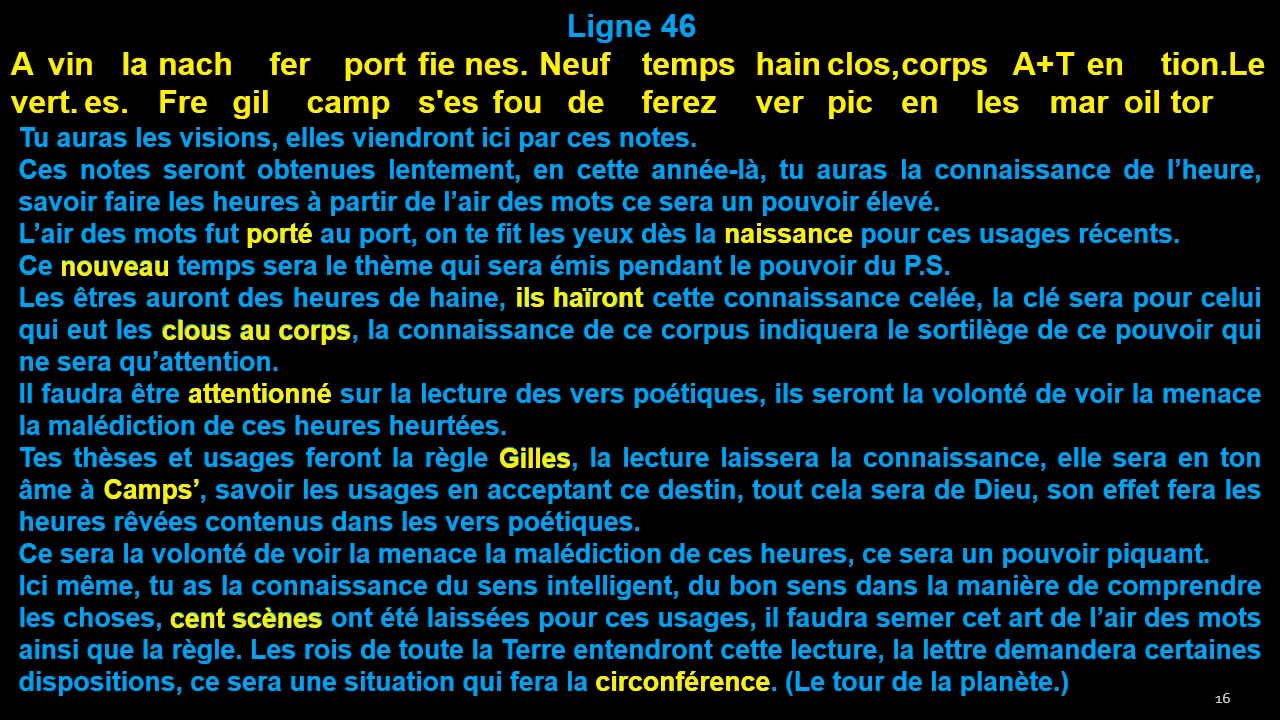 Ligne 46
A vin la nach fer port fie nes. Neuf temps hain clos, corps A+T en tion. Le
vert. es. Fre gil camp s'es fou de ferez ver pic en les mar oil tor
Tu auras les visions, elles viendront ici par ces notes.
Ces notes seront obtenues lentement, en cette année-là, tu auras la connaissance de l’heure,
savoir faire les heures à partir de l’air des mots ce sera un pouvoir élevé.
L’air des mots fut porté au port, on te fit les yeux dès la naissance pour ces usages récents.
Ce nouveau temps sera le thème qui sera émis pendant le pouvoir du P.S.
Les êtres auront des heures de haine, ils haïront cette connaissance celée, la clé sera pour celui
qui eut les clous au corps, la connaissance de ce corpus indiquera le sortilège de ce pouvoir qui
ne sera qu’attention.
Il faudra être attentionné sur la lecture des vers poétiques, ils seront la volonté de voir la menace
la malédiction de ces heures heurtées.
Tes thèses et usages feront la règle Gilles, la lecture laissera la connaissance, elle sera en ton
âme à Camps’, savoir les usages en acceptant ce destin, tout cela sera de Dieu, son effet fera les
heures rêvées contenus dans les vers poétiques.
Ce sera la volonté de voir la menace la malédiction de ces heures, ce sera un pouvoir piquant.
Ici même, tu as la connaissance du sens intelligent, du bon sens dans la manière de comprendre
les choses, cent scènes ont été laissées pour ces usages, il faudra semer cet art de l’air des mots
ainsi que la règle. Les rois de toute la Terre entendront cette lecture, la lettre demandera certaines
dispositions, ce sera une situation qui fera la circonférence. (Le tour de la planète.)
16